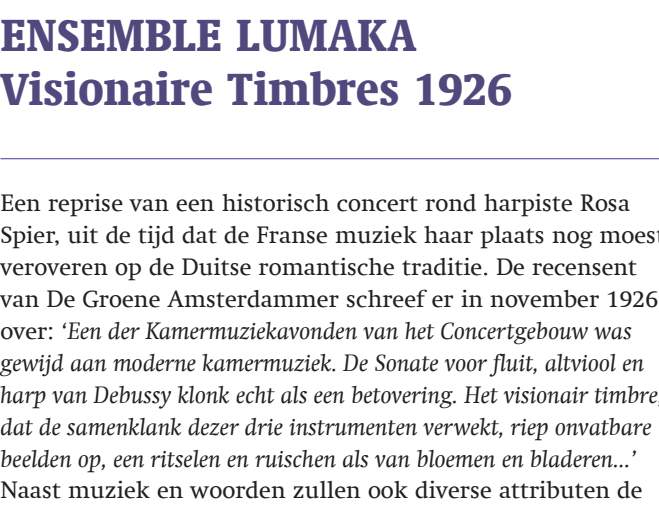 ENSEMBLE LUMAKA
Visionaire Timbres 1926
Een reprise van een historisch concert rond harpiste Rosa
Spier, uit de tijd dat de Franse muziek haar plaats nog moest
veroveren op de Duitse romantische traditie. De recensent
van De Groene Amsterdammer schreef er in november 1926
over: ‘Een der Kamermuziekavonden van het Concertgebouw was
gewijd aan moderne kamermuziek. De Sonate voor fluit, altviool en
harp van Debussy klonk echt als een betovering. Het visionair timbre,
dat de samenklank dezer drie instrumenten verwekt, riep onvatbare
beelden op, een ritselen en ruischen als van bloemen en bladeren...’
Naast muziek en woorden zullen ook diverse attributen de